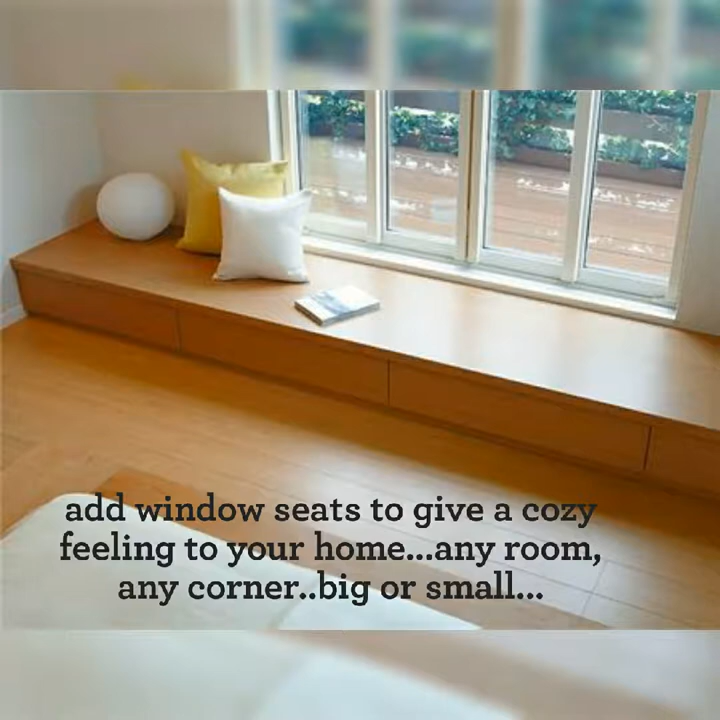 add window seats to give a cozy
feeling to your home...any room,
any corner..big or small...